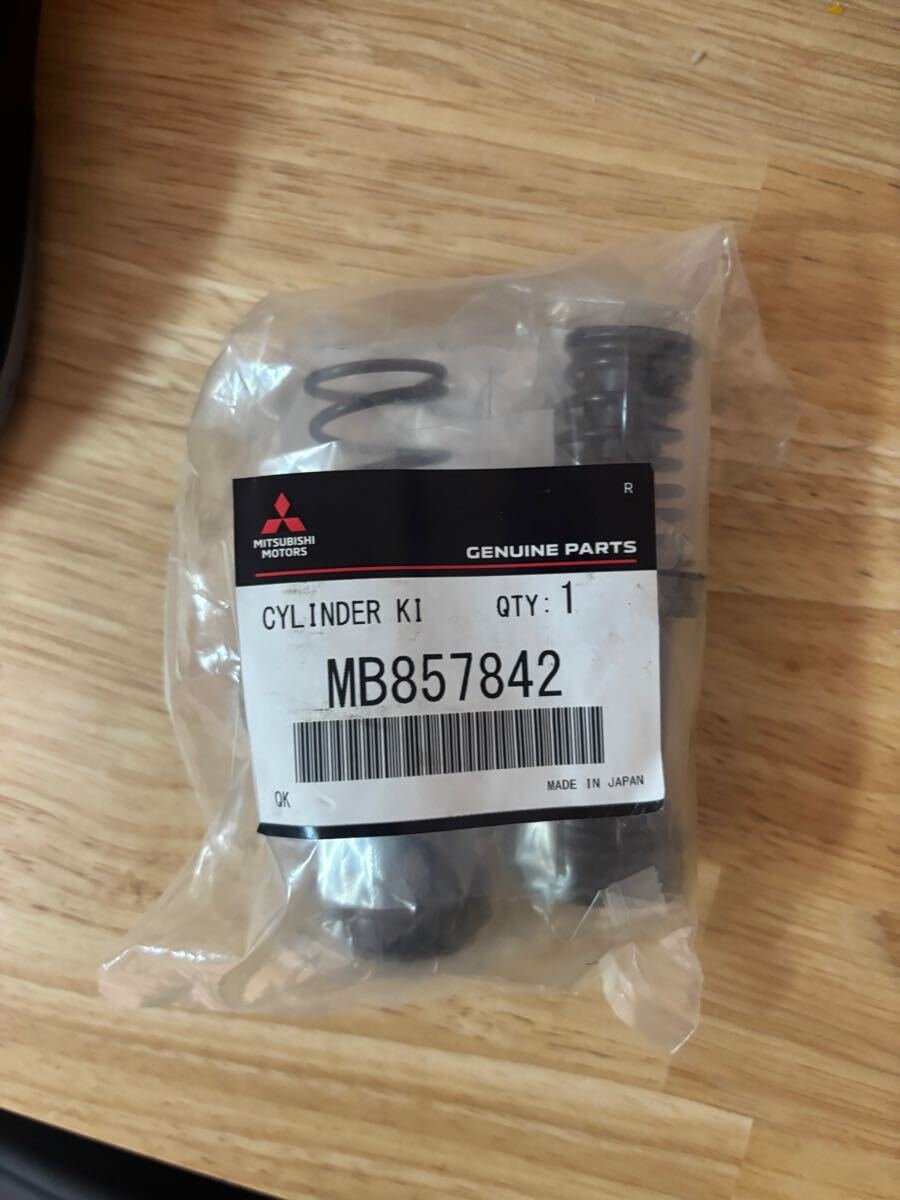 R
MITSUBISHI
MOTORS
GENUINE PARTS
CYLINDER KI QTY: 1
MB857842
QK MADE IN JAPAN